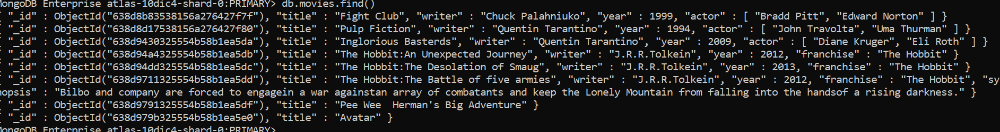 MongoDB Enterprise atlas-10dic4-shard-0:PRIMARY> db.movies.find()
{ "_id" : ObjectId("638d8b83538156a276427f7f"), "title" : "Fight Club", "writer" : "Chuck Palahniuko", "year" : 1999, "actor" : [ "Bradd Pitt", "Edward Norton" ] }
{ "_id" : ObjectId("638d8d17538156a276427f80"), "title" : "Pulp Fiction", "writer" : "Quentin Tarantino", "year" : 1994, "actor" : [ "John Travolta", "Uma Thurman" ] }
{ "_id" : ObjectId("638d9430325554b58b1ea5da"), "title" : "Inglorious Basterds", "writer" : "Quentin Tarantino", "year" : 2009, "actor" : [ "Diane Kruger", "Eli Roth" ] }
{ "_id" : ObjectId("638d94a4325554b58b1ea5db"), "title" : "The Hobbit:An Unexpected Journey", "writer" : "J.R.R.Tolkein", "year" : 2012, "franchise" : "The Hobbit" }
{ "_id" : ObjectId("638d94dd325554b58b1ea5dc"), "title" : "The Hobbit:The Desolation of Smaug", "writer" : "J.R.R.Tolkein", "year" : 2013, "franchise" : "The Hobbit" }
{ "_id" : ObjectId("638d9711325554b58b1ea5dd"), "title" : "The Hobbit:The Battle of five armies", "writer" : "J.R.R.Tolkein", "year" : 2012, "franchise" : "The Hobbit", "sy
nopsis" : "Bilbo and company are forced to engagein a war againstan array of combatants and keep the Lonely Mountain from falling into the handsof a rising darkness." }
{ "_id" : ObjectId("638d9791325554b58b1ea5df"), "title" : "Pee Wee  Herman's Big Adventure" }
{ "_id" : ObjectId("638d979b325554b58b1ea5e0"), "title" : "Avatar" }
MongoDB Enterprise atlas-10dic4-shard-0:PRIMARY>